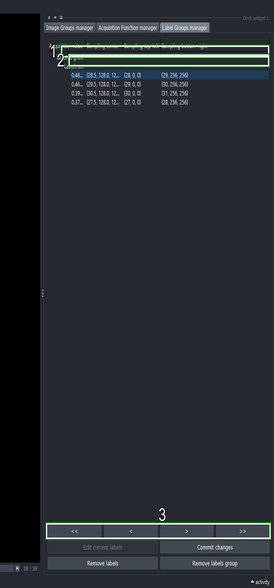 Dock widget 1
Image Groups manager Acquisition Function manager Label Groups manager
1
2
0.48... (28.5, 128.0, 12... (28, 0, 0) (29, 256, 256)
0.46... (29.5, 128.0, 12... (29, 0, 0) (30, 256, 256)
0.39... (30.5, 128.0, 12... (30, 0, 0) (31, 256, 256)
0.37... (27.5, 128.0, 12... (27, 0, 0) (28, 256, 256)
3
<< < > >>
Edit current labels Commit changes
28 59 Remove labels Remove labels group
activity